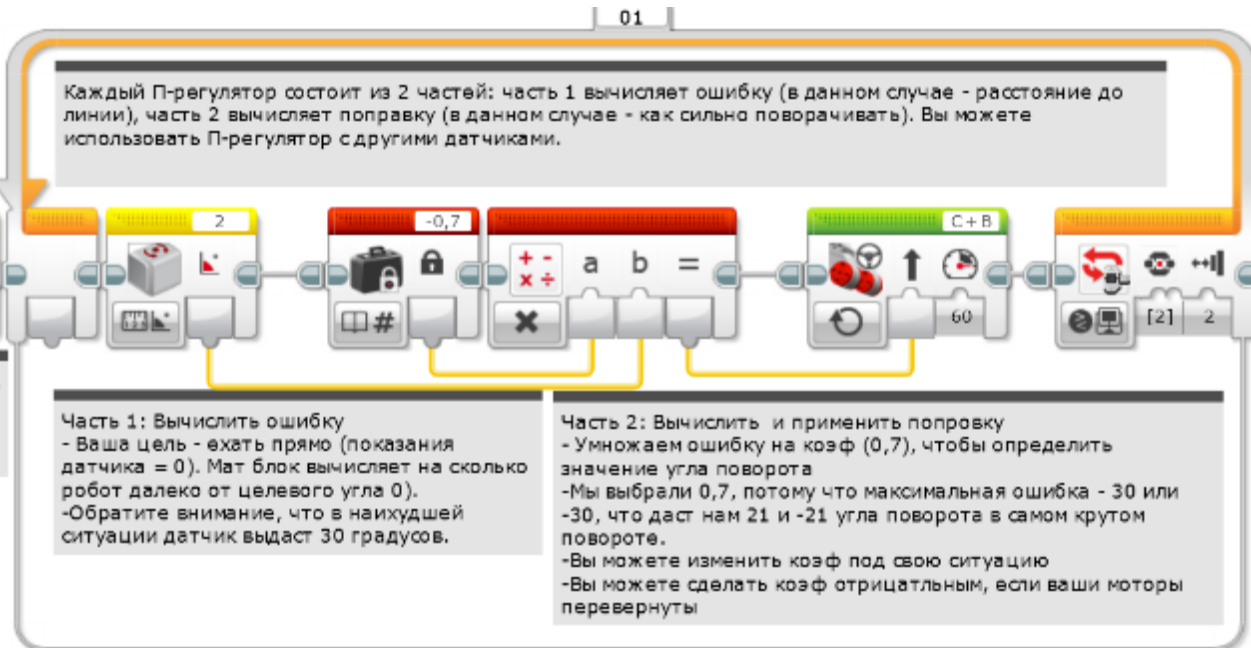 01
Каждый П-регулятор состоит из 2 частей: часть 1 вычисляет ошибку (в данном случае - расстояние до
линии), часть 2 вычисляет поправку (в данном случае - как сильно поворачивать). Вы можете
использовать П-регулятор с другими датчиками.
2
-0,7
C + B
a b =
60
[2] 2
Часть 1: Вычислить ошибку
- Ваша цель - ехать прямо (показания
датчика = 0). Мат блок вычисляет на сколько
робот далеко от целевого угла 0).
-Обратите внимание, что в наихудшей
ситуации датчик выдаст 30 градусов.
Часть 2: Вычислить и применить попровку
- Умножаем ошибку на коэф (0,7), чтобы определить
значение угла поворота
-Мы выбрали 0,7, потому что максимальная ошибка - 30 или
-30, что даст нам 21 и -21 угла поворота в самом крутом
повороте.
-Вы можете изменить коэф под свою ситуацию
-Вы можете сделать коэф отрицатльным, если ваши моторы
перевернуты